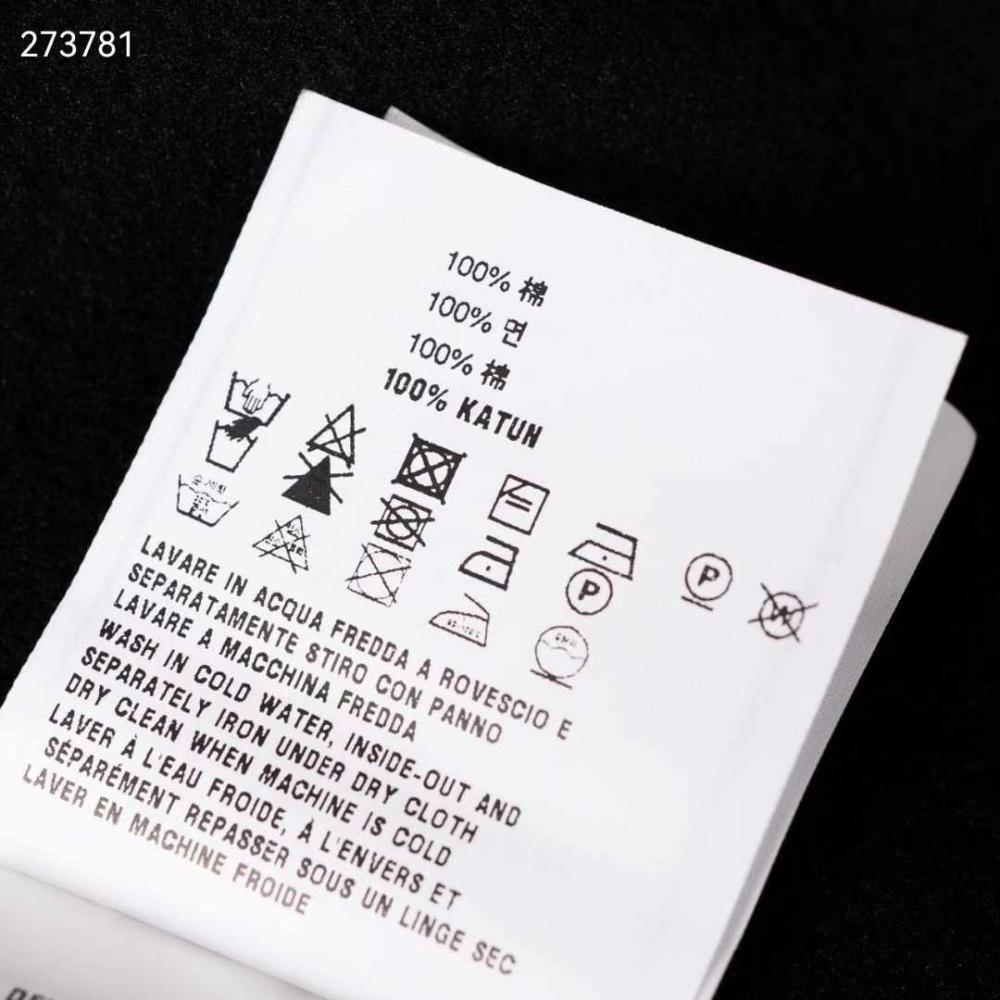 273781
100% 棉
100% 면
100% 棉
100% KATUN
P
P
W
LAVARE IN ACQUA FREDDA A ROVESCIO E
SEPARATAMENTE STIRO CON PANNO
LAVARE A MACCHINA FREDDA
WASH IN COLD WATER, INSIDE-OUT AND
SEPARATELY IRON UNDER DRY CLOTH
DRY CLEAN WHEN MACHINE IS COLD
LAVER À L'EAU FROIDE, À L'ENVERS ET
SÉPARÉMENT REPASSER SOUS UN LINGE SEC
LAVER EN MACHINE FROIDE